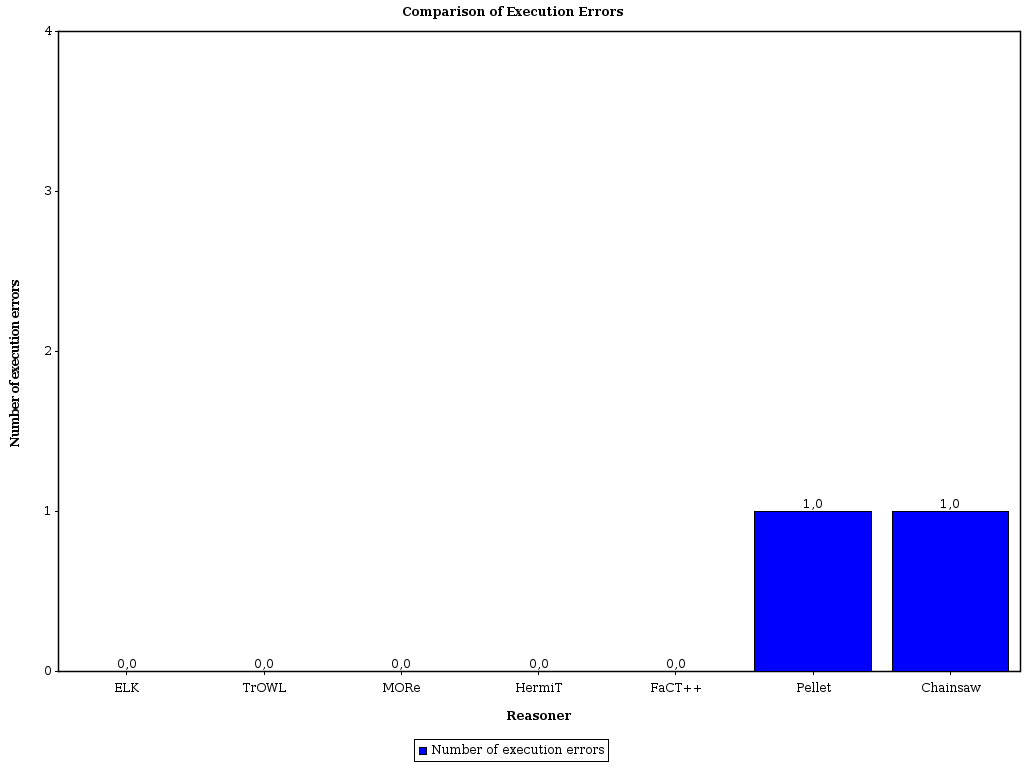 Comparison of Execution Errors
4
3
2
1
0
Number of execution errors
0,0 0,0 0,0 0,0 0,0 1,0 1,0
ELK TrOWL MORe HermiT FaCT++ Pellet Chainsaw
Reasoner
Number of execution errors